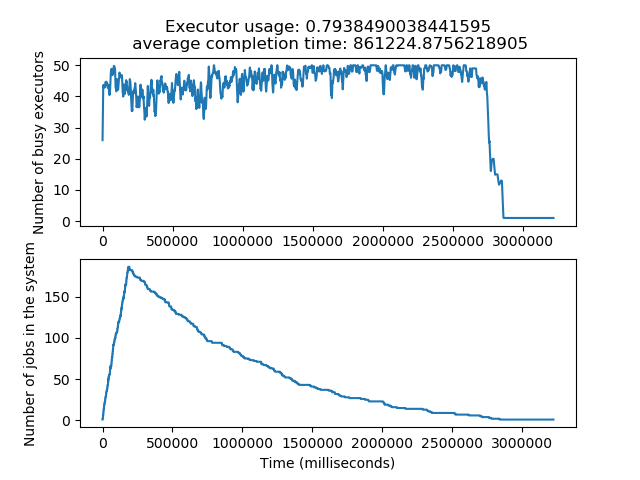 Executor usage: 0.7938490038441595
average completion time: 861224.8756218905
Number of busy executors
50
40
30
20
10
0
0 500000 1000000 1500000 2000000 2500000 3000000
Number of jobs in the system
150
100
50
0
0 500000 1000000 1500000 2000000 2500000 3000000
Time (milliseconds)